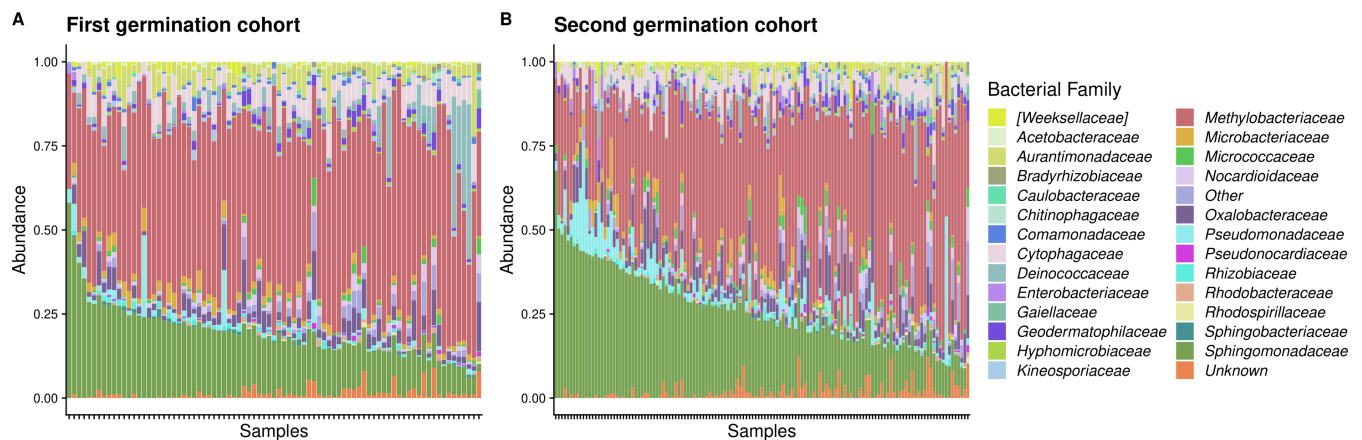 A First germination cohort
1.00
0.75
0.50
0.25
0.00
Abundance
Samples
B Second germination cohort
1.00
0.75
0.50
0.25
0.00
Abundance
Samples
Bacterial Family
[Weeksellaceae]
Acetobacteraceae
Aurantimonadaceae
Bradyrhizobiaceae
Caulobacteraceae
Chitinophagaceae
Comamonadaceae
Cytophagaceae
Deinococcaceae
Enterobacteriaceae
Gaiellaceae
Geodermatophilaceae
Hyphomicrobiaceae
Kineosporiaceae
Methylobacteriaceae
Microbacteriaceae
Micrococcaceae
Nocardioidaceae
Other
Oxalobacteraceae
Pseudomonadaceae
Pseudonocardiaceae
Rhizobiaceae
Rhodobacteraceae
Rhodospirillaceae
Sphingobacteriaceae
Sphingomonadaceae
Unknown